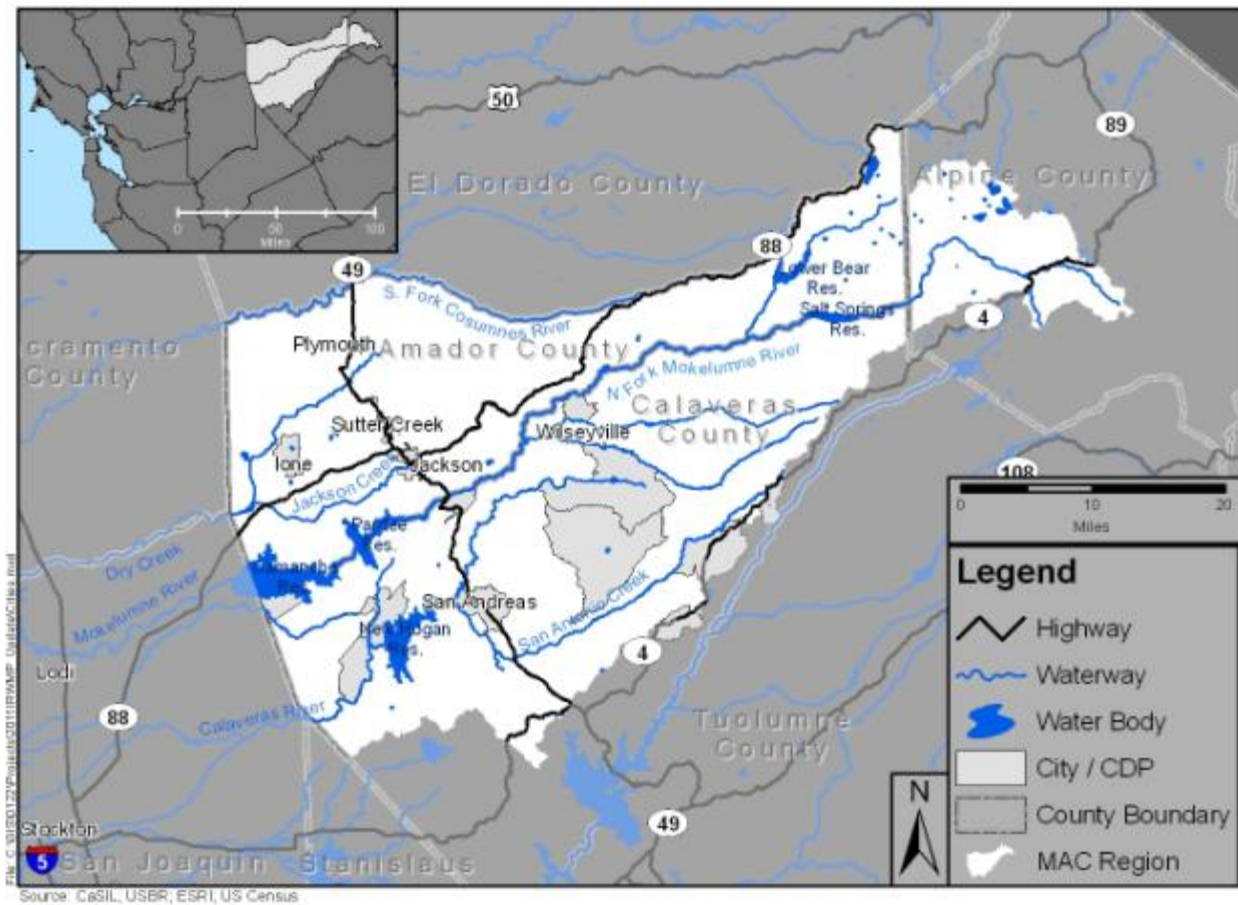 0
50
100
Miles
50
89
El Dorado County
Alpine County
49
88
Lower Bear
Res.
S. Fork Cosumnes River
Salt Springs
Res.
4
cramento
County
Plymouth
Amador County
N Fork Mokelumne River
Calaveras
County
Sutter Creek
Wilseyville
Ione
Jackson
Jackson Creek
108
0
10
20
Miles
Pardee
Res.
Dry Creek
Camanche
Res.
Mokelumne River
San Andreas
San Antonio Creek
New Hogan
Res.
4
Lodi
88
Calaveras River
Tuolumne
County
Stockton
5
San Joaquin
Stanislaus
49
N
Legend
Highway
Waterway
Water Body
City / CDP
County Boundary
MAC Region
Source: CaSIL, USBR; ESRI, US Census